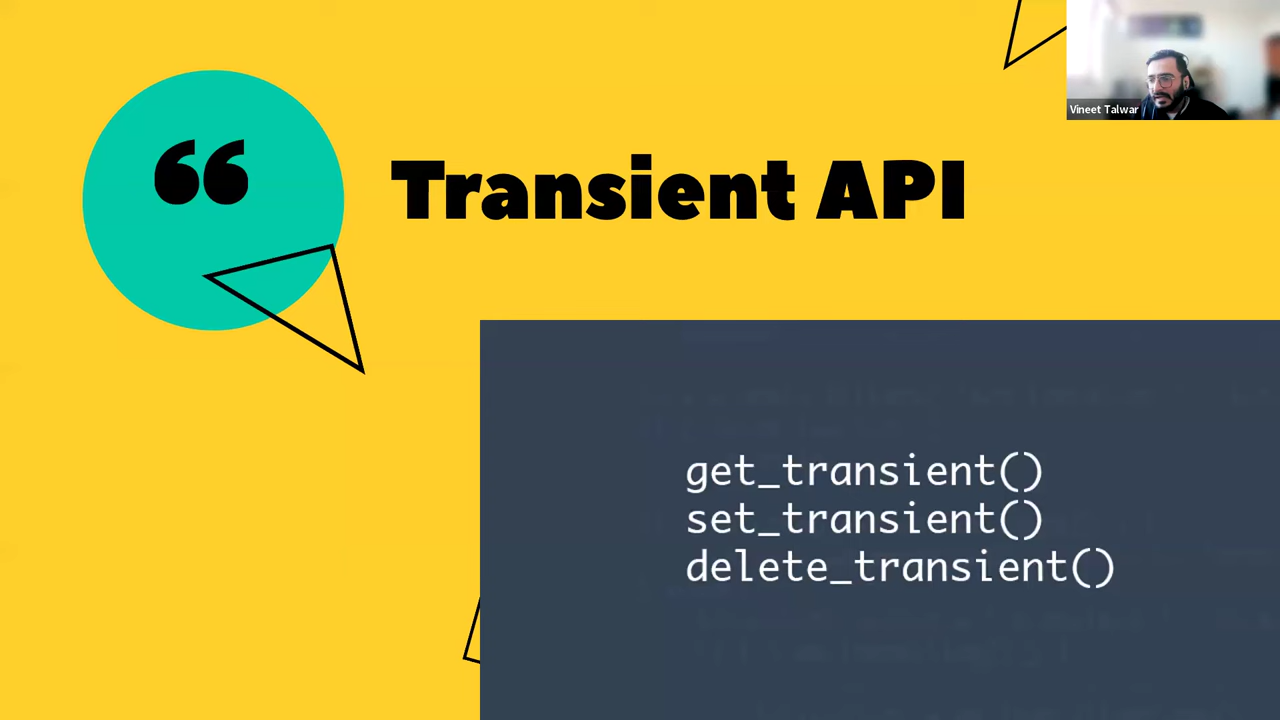 Vineet Talwar
“
Transient API
get_transient()
set_transient()
delete_transient()